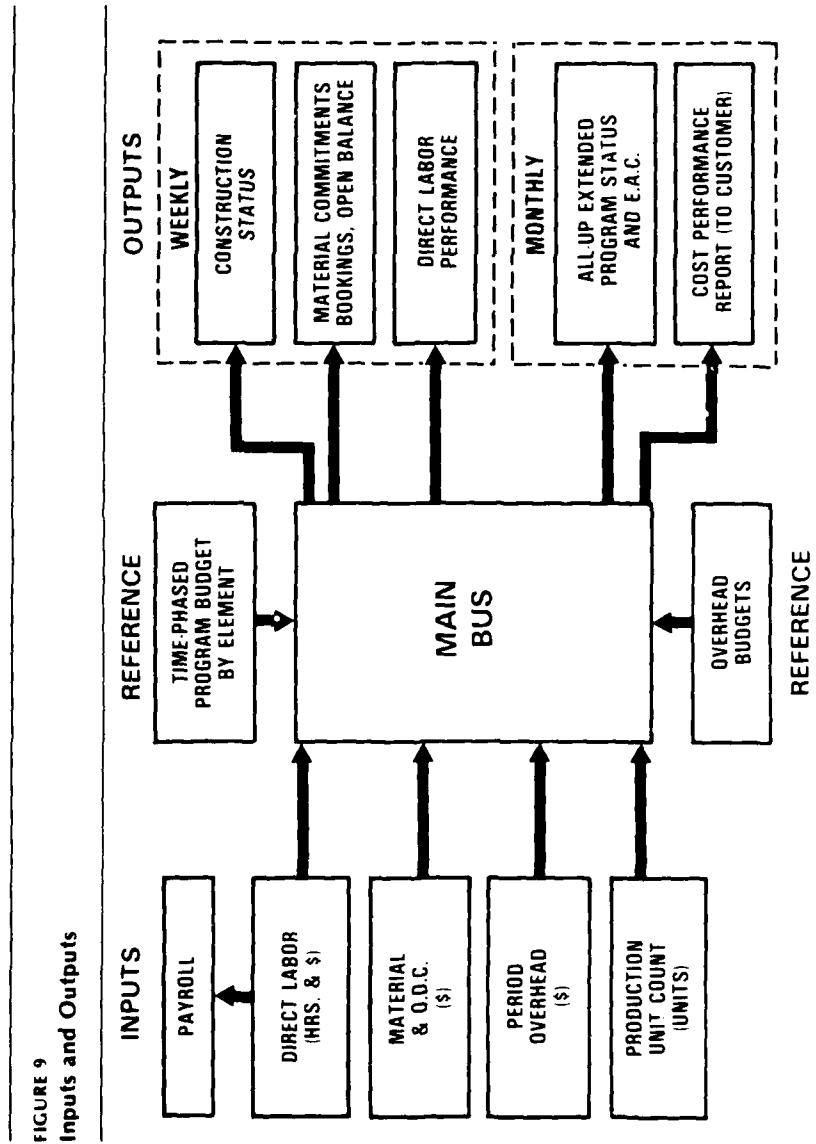 FIGURE 9
Inputs and Outputs
INPUTS
PAYROLL
DIRECT LABOR
(HRS. & $)
MATERIAL
& O.D.C.
($)
PERIOD
OVERHEAD
($)
PRODUCTION
UNIT COUNT
(UNITS)
REFERENCE
TIME-PHASED
PROGRAM BUDGET
BY ELEMENT
MAIN
BUS
OVERHEAD
BUDGETS
REFERENCE
OUTPUTS
WEEKLY
CONSTRUCTION
STATUS
MATERIAL COMMITMENTS
BOOKINGS, OPEN BALANCE
DIRECT LABOR
PERFORMANCE
MONTHLY
ALL-UP EXTENDED
PROGRAM STATUS
AND E.A.C.
COST PERFORMANCE
REPORT (TO CUSTOMER)